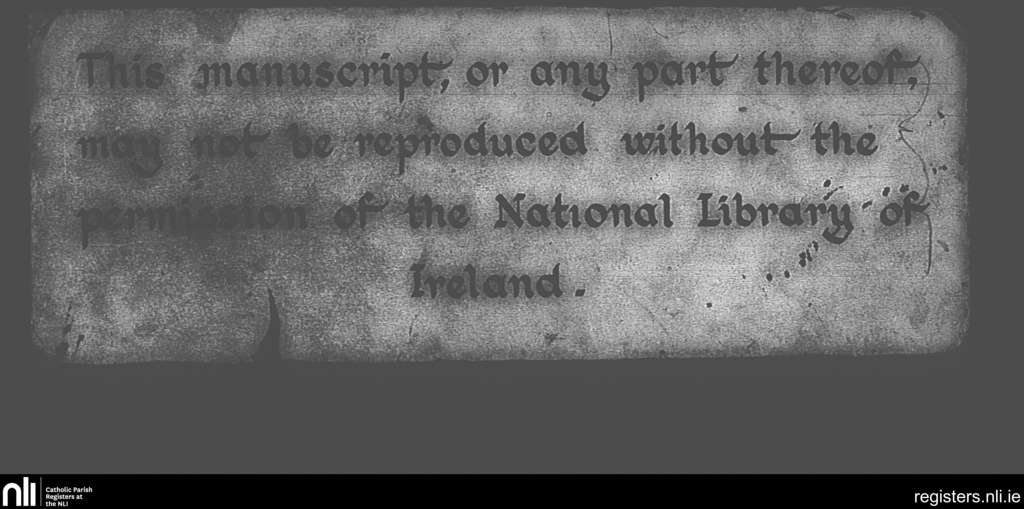 This manuscript, or any part thereof,
may not be reproduced without the
permission of the National Library of
Ireland.
nli
Catholic Parish
Registers at
the NLI
registers.nli.ie